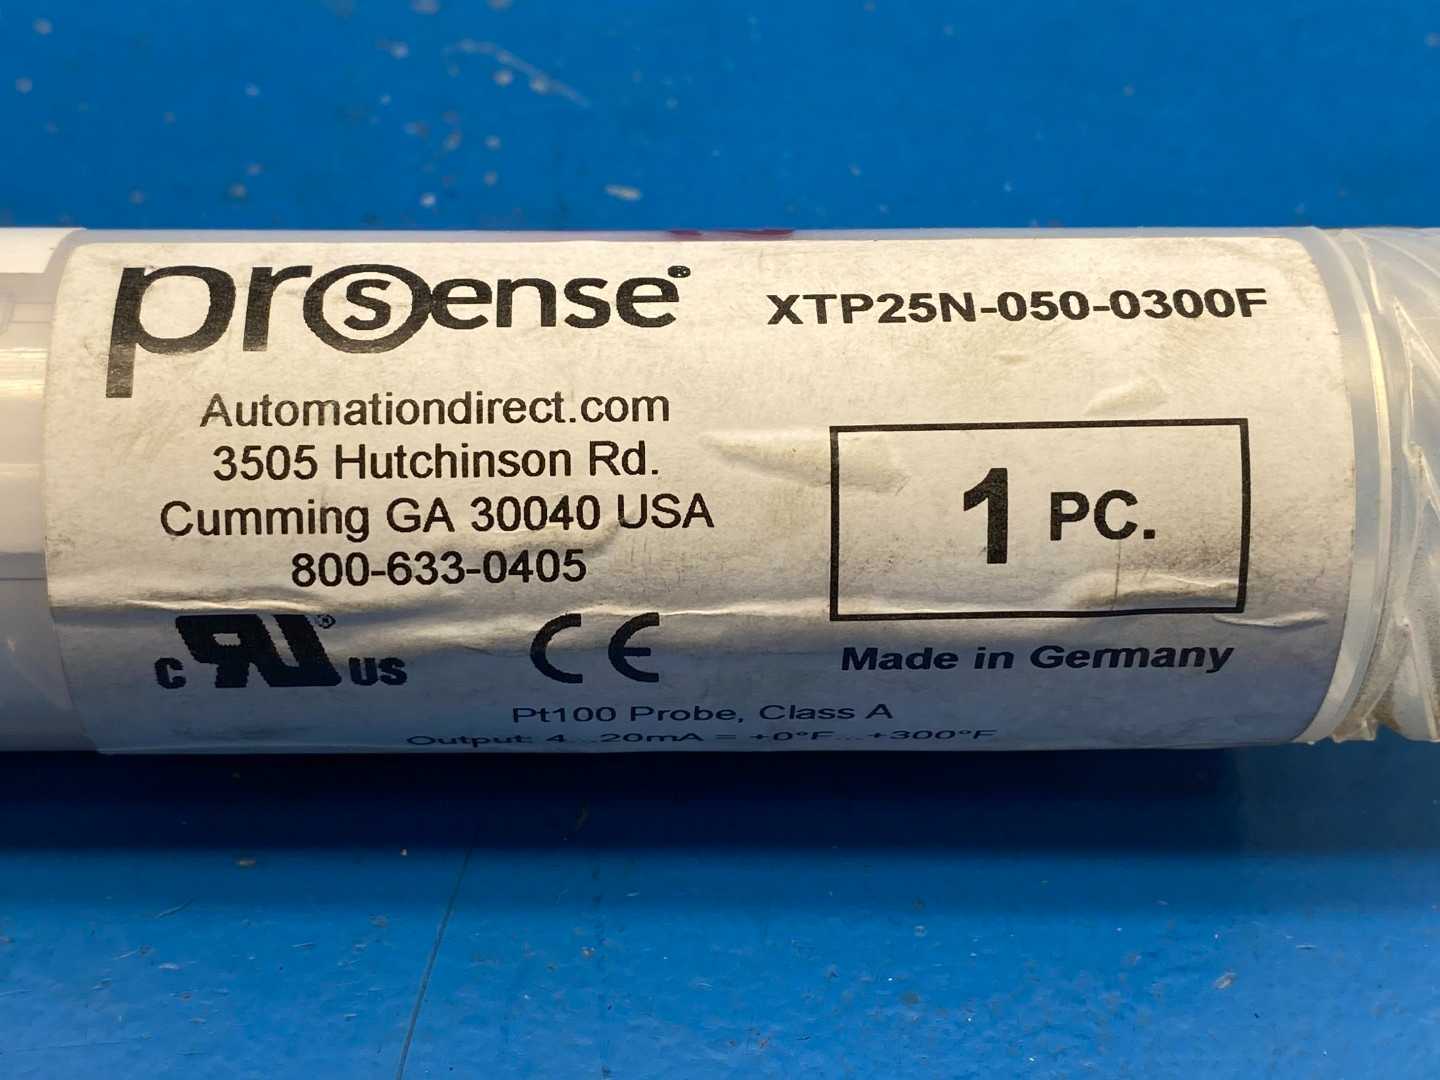 prosense®
XTP25N-050-0300F
Automationdirect.com
3505 Hutchinson Rd.
Cumming GA 30040 USA
800-633-0405
1 PC.
c RU® US CE
Made in Germany
Pt100 Probe, Class A
Output: 4...20mA = +0°F...+300°F